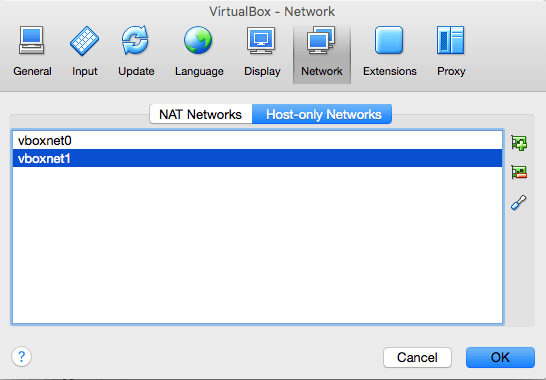 VirtualBox - Network
General Input Update Language Display Network Extensions Proxy
NAT Networks Host-only Networks
vboxnet0
vboxnet1
?
Cancel OK